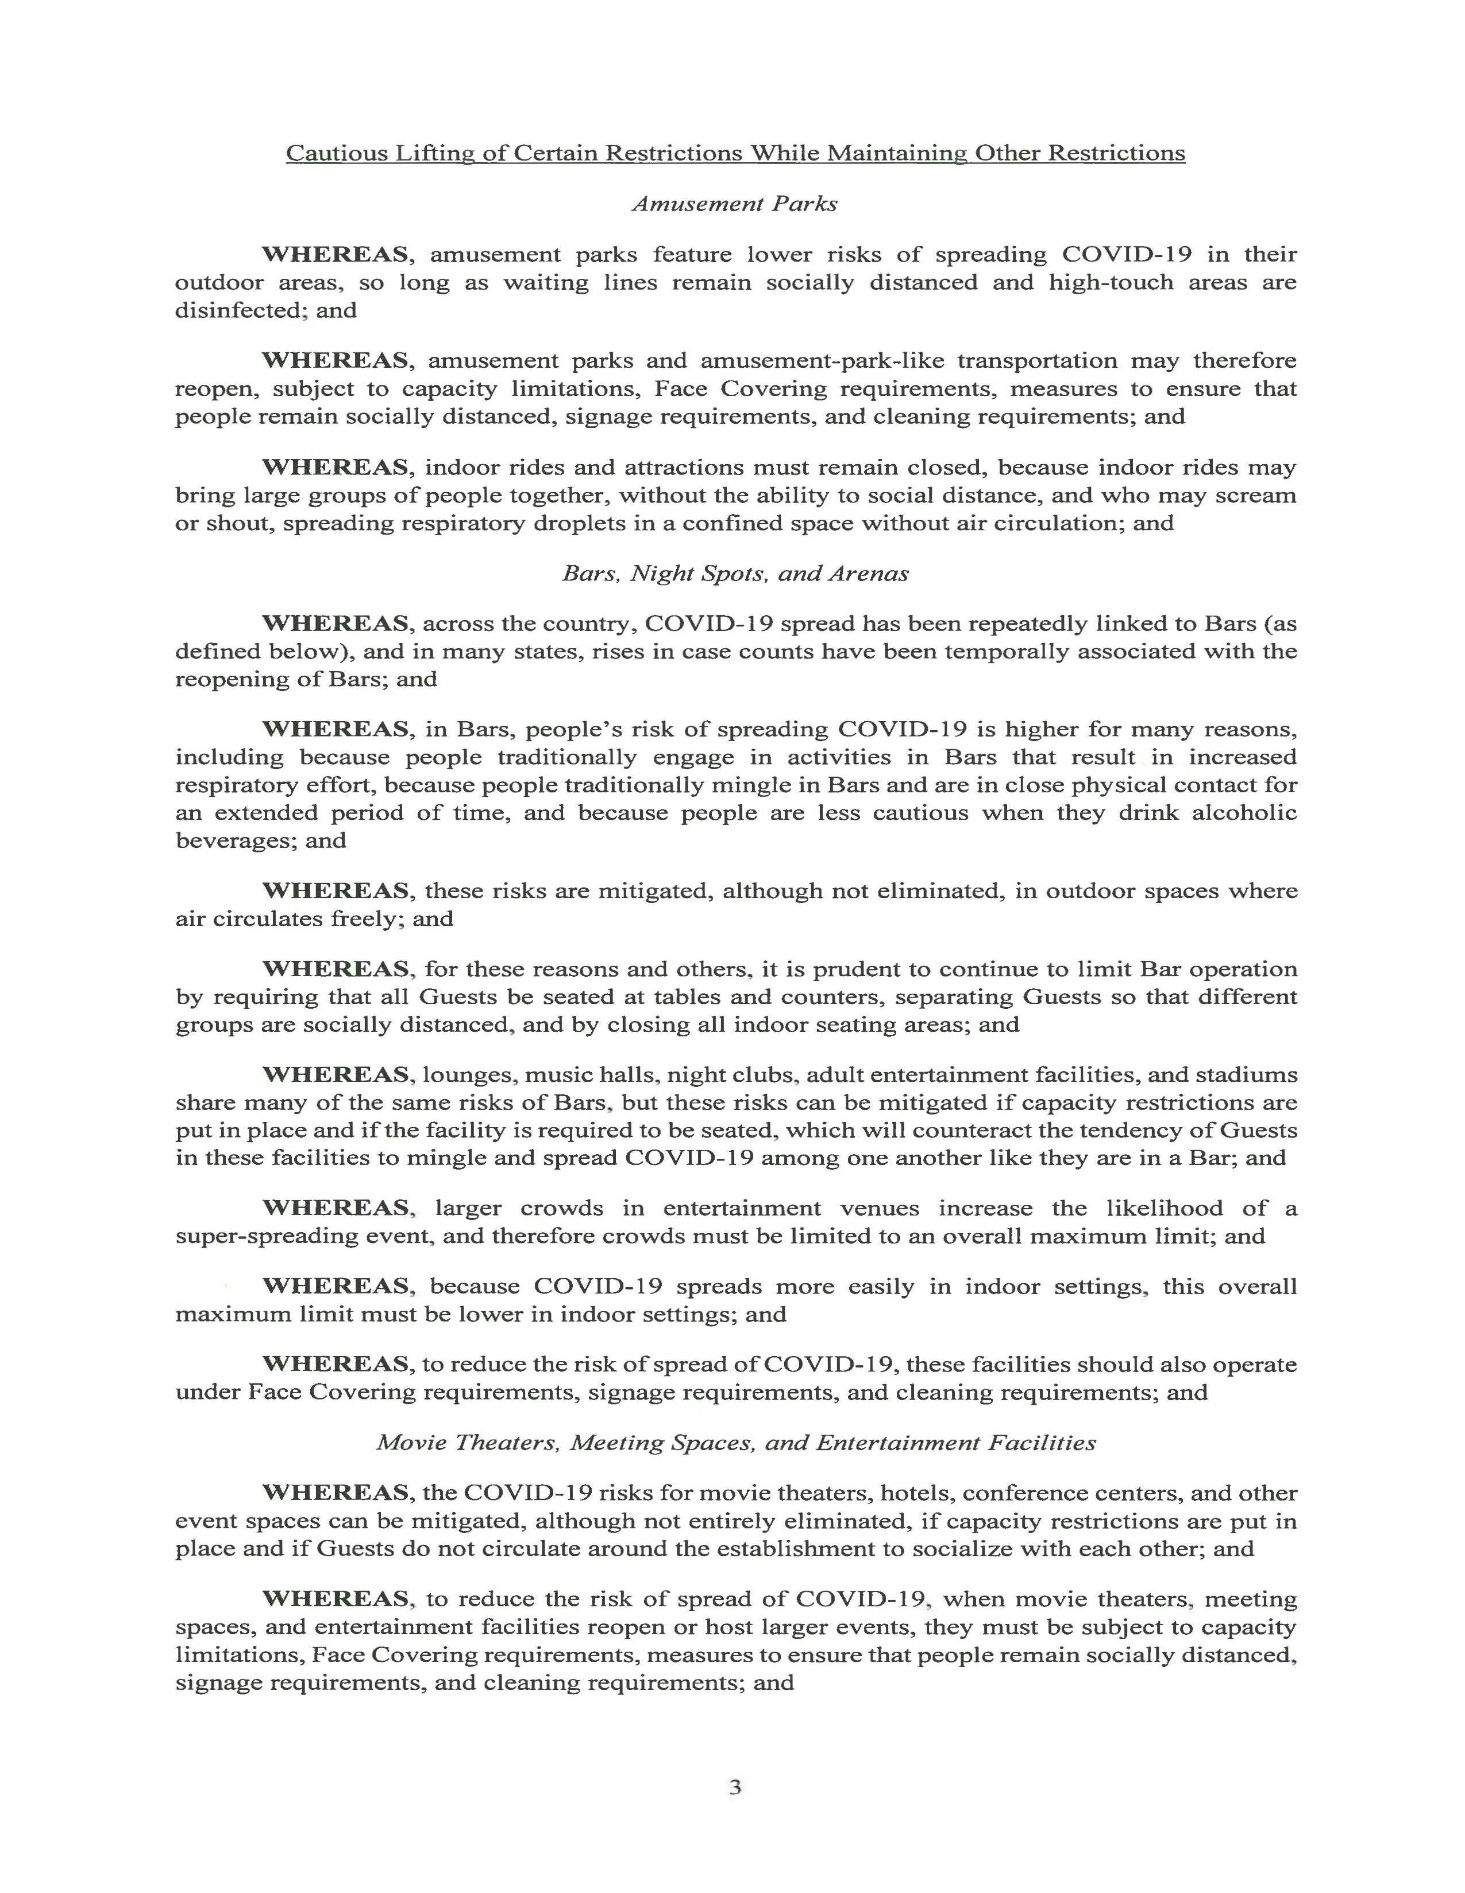 Cautious Lifting of Certain Restrictions While Maintaining Other Restrictions
Amusement Parks
WHEREAS, amusement parks feature lower risks of spreading COVID-19 in their
outdoor areas, so long as waiting lines remain socially distanced and high-touch areas are
disinfected; and
WHEREAS, amusement parks and amusement-park-like transportation may therefore
reopen, subject to capacity limitations, Face Covering requirements, measures to ensure that
people remain socially distanced, signage requirements, and cleaning requirements; and
WHEREAS, indoor rides and attractions must remain closed, because indoor rides may
bring large groups of people together, without the ability to social distance, and who may scream
or shout, spreading respiratory droplets in a confined space without air circulation; and
Bars, Night Spots, and Arenas
WHEREAS, across the country, COVID-19 spread has been repeatedly linked to Bars (as
defined below), and in many states, rises in case counts have been temporally associated with the
reopening of Bars; and
WHEREAS, in Bars, people's risk of spreading COVID-19 is higher for many reasons,
including because people traditionally engage in activities in Bars that result in increased
respiratory effort, because people traditionally mingle in Bars and are in close physical contact for
an extended period of time, and because people are less cautious when they drink alcoholic
beverages; and
WHEREAS, these risks are mitigated, although not eliminated, in outdoor spaces where
air circulates freely; and
WHEREAS, for these reasons and others, it is prudent to continue to limit Bar operation
by requiring that all Guests be seated at tables and counters, separating Guests so that different
groups are socially distanced, and by closing all indoor seating areas; and
WHEREAS, lounges, music halls, night clubs, adult entertainment facilities, and stadiums
share many of the same risks of Bars, but these risks can be mitigated if capacity restrictions are
put in place and if the facility is required to be seated, which will counteract the tendency of Guests
in these facilities to mingle and spread COVID-19 among one another like they are in a Bar; and
WHEREAS, larger crowds in entertainment venues increase the likelihood of a
super-spreading event, and therefore crowds must be limited to an overall maximum limit; and
WHEREAS, because COVID-19 spreads more easily in indoor settings, this overall
maximum limit must be lower in indoor settings; and
WHEREAS, to reduce the risk of spread of COVID-19, these facilities should also operate
under Face Covering requirements, signage requirements, and cleaning requirements; and
Movie Theaters, Meeting Spaces, and Entertainment Facilities
WHEREAS, the COVID-19 risks for movie theaters, hotels, conference centers, and other
event spaces can be mitigated, although not entirely eliminated, if capacity restrictions are put in
place and if Guests do not circulate around the establishment to socialize with each other; and
WHEREAS, to reduce the risk of spread of COVID-19, when movie theaters, meeting
spaces, and entertainment facilities reopen or host larger events, they must be subject to capacity
limitations, Face Covering requirements, measures to ensure that people remain socially distanced,
signage requirements, and cleaning requirements; and
3